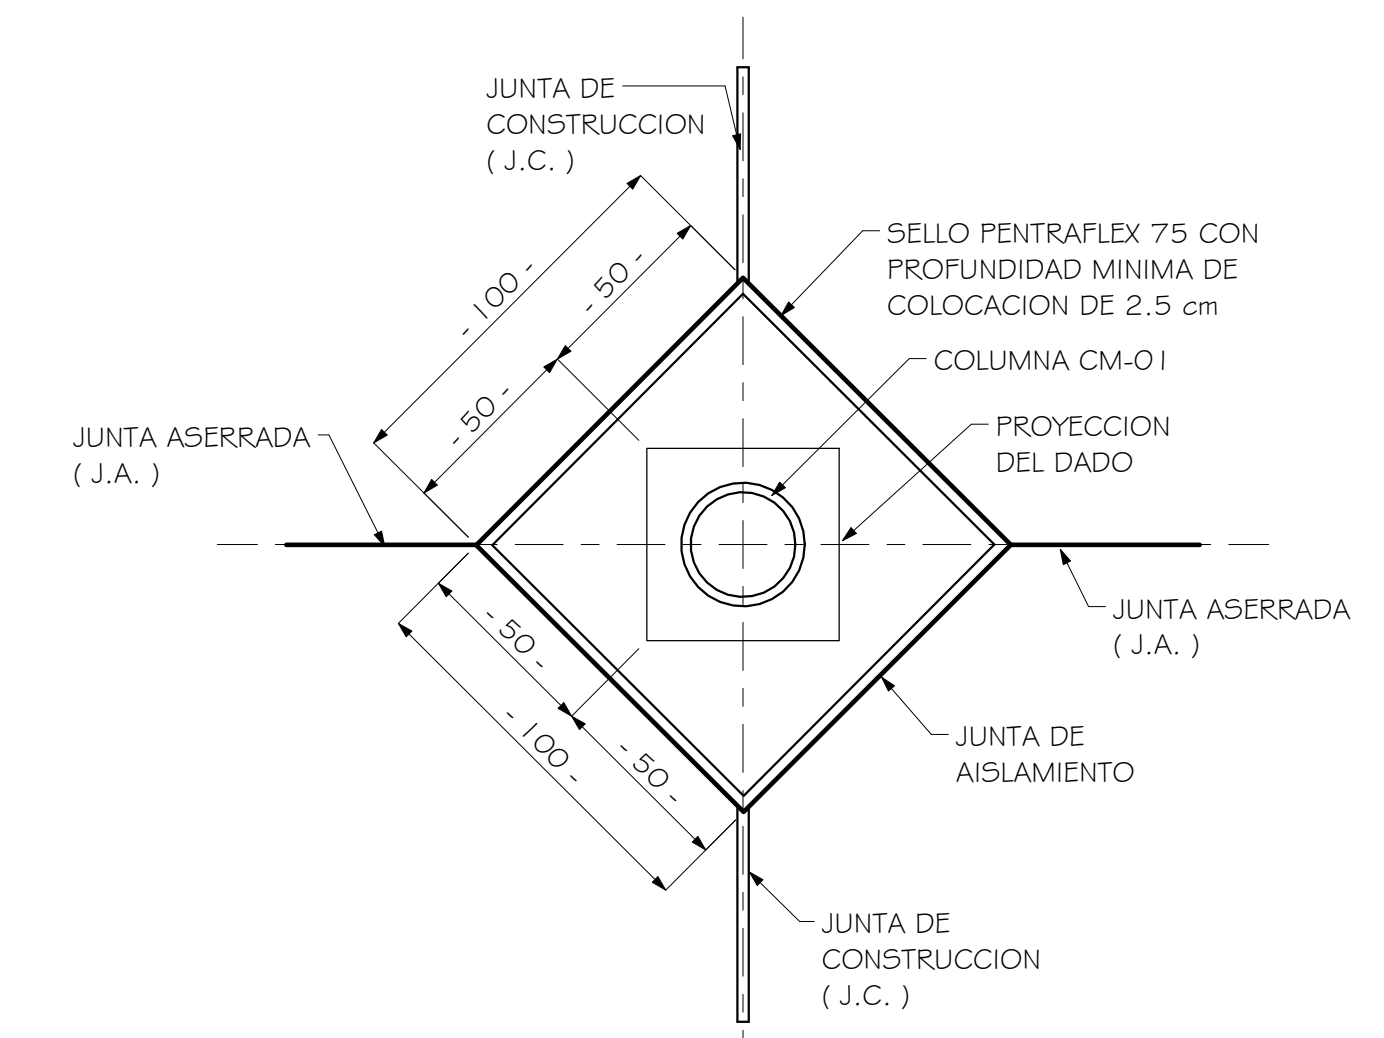 JUNTA DE
CONSTRUCCION
( J.C. )
SELLO PENTRAFLEX 75 CON
PROFUNDIDAD MINIMA DE
COLOCACION DE 2.5 cm
- 100 -
- 50 -
- 50 -
COLUMNA CM-01
JUNTA ASERRADA
( J.A. )
PROYECCION
DEL DADO
JUNTA ASERRADA
( J.A. )
- 50 -
- 100 -
- 50 -
JUNTA DE
AISLAMIENTO
JUNTA DE
CONSTRUCCION
( J.C. )